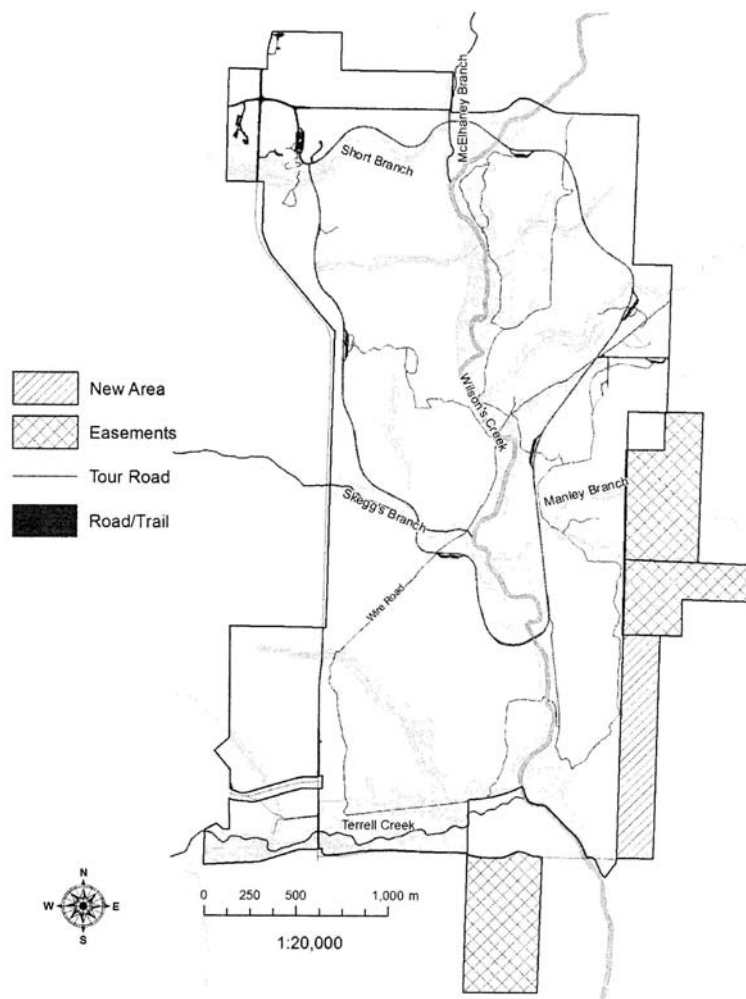 McElhaney Branch
Short Branch
New Area
Easements
Tour Road
Road/Trail
Wilson's Creek
Manley Branch
Skegg's Branch
Wire Road
Terrell Creek
N
W E
S
0 250 500 1,000 m
1:20,000